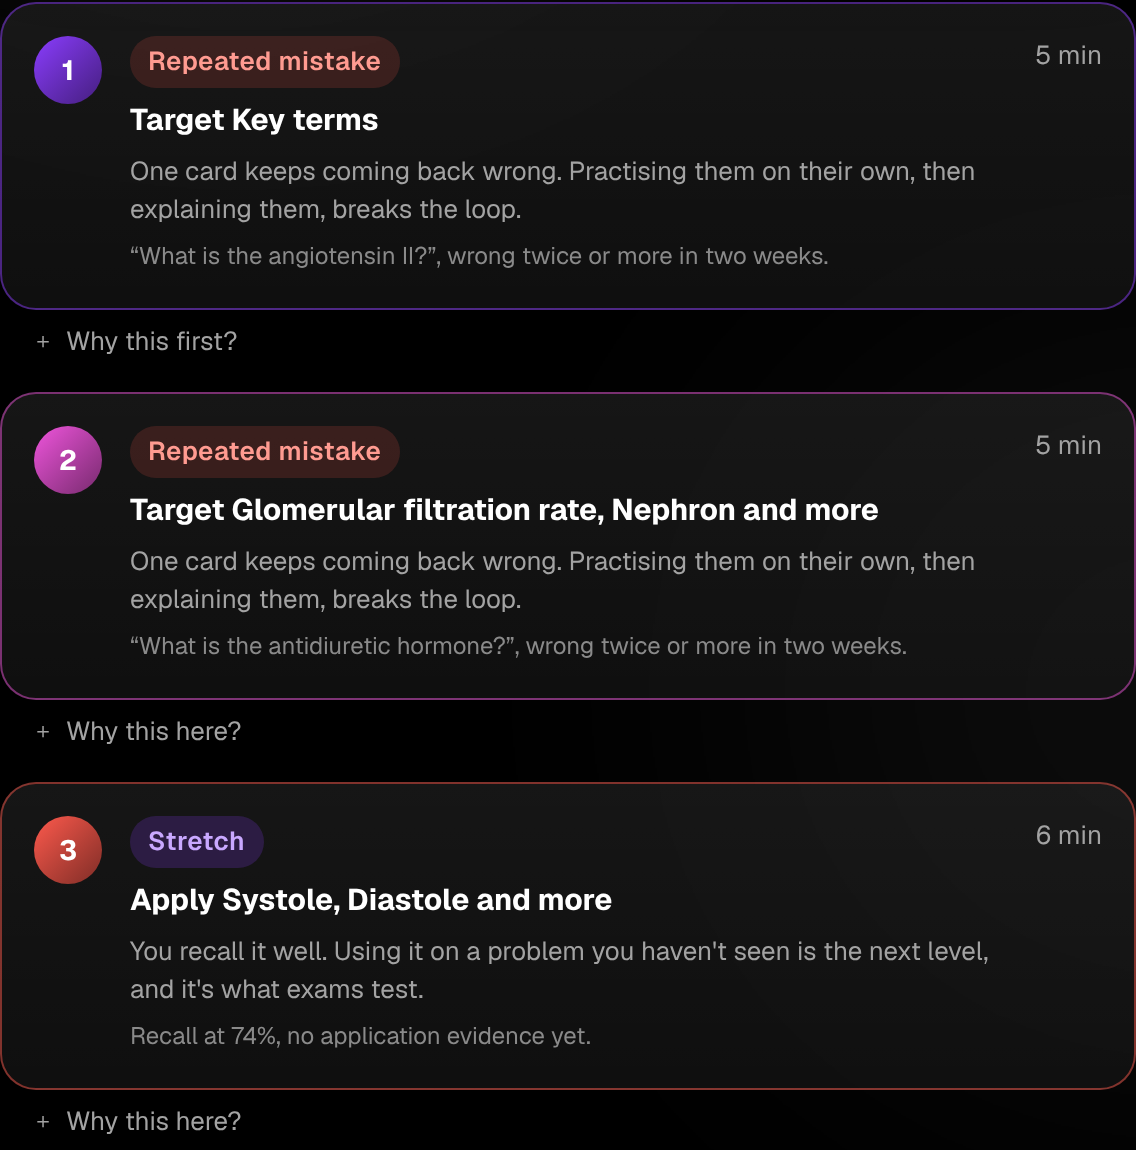 1
Repeated mistake
5 min
Target Key terms
One card keeps coming back wrong. Practising them on their own, then
explaining them, breaks the loop.
“What is the angiotensin II?”, wrong twice or more in two weeks.
+ Why this first?
2
Repeated mistake
5 min
Target Glomerular filtration rate, Nephron and more
One card keeps coming back wrong. Practising them on their own, then
explaining them, breaks the loop.
“What is the antidiuretic hormone?”, wrong twice or more in two weeks.
+ Why this here?
3
Stretch
6 min
Apply Systole, Diastole and more
You recall it well. Using it on a problem you haven't seen is the next level,
and it's what exams test.
Recall at 74%, no application evidence yet.
+ Why this here?